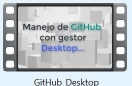 Manejo de GitHub
con gestor
Desktop...
GitHub Desktop